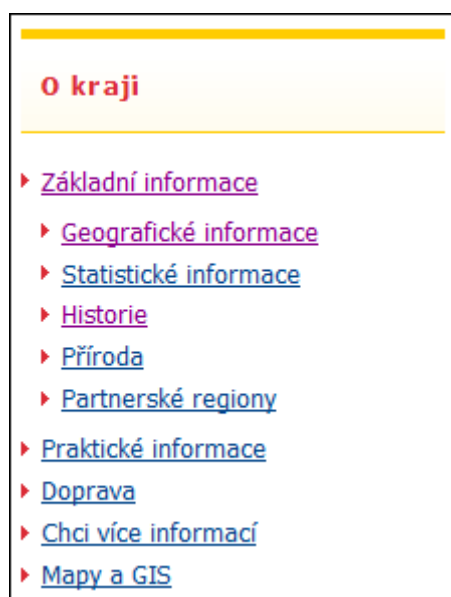 O kraji
Základní informace
Geografické informace
Statistické informace
Historie
Příroda
Partnerské regiony
Praktické informace
Doprava
Chci více informací
Mapy a GIS